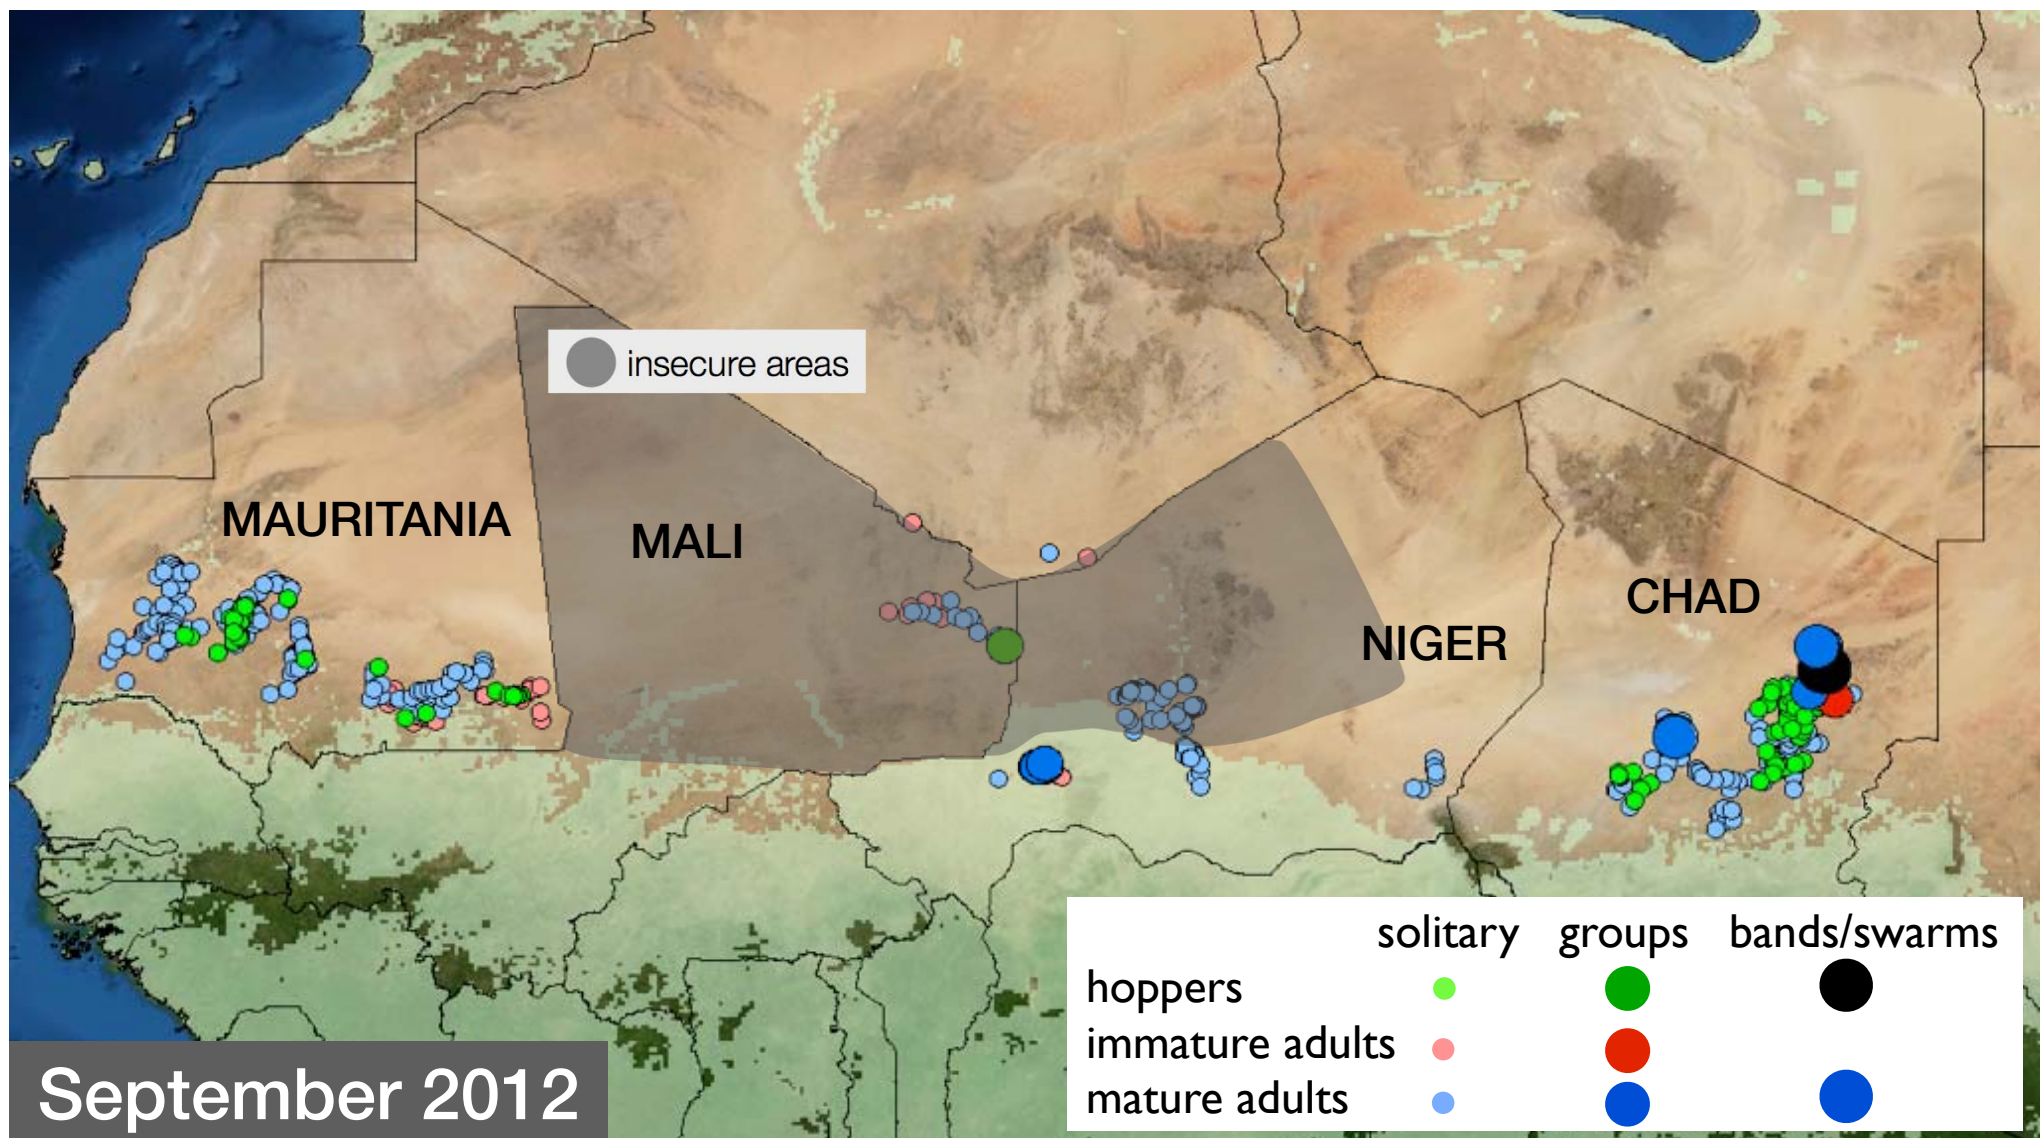 insecure areas
MAURITANIA
MALI
CHAD
NIGER
solitary groups bands/swarms
hoppers
immature adults
mature adults
September 2012